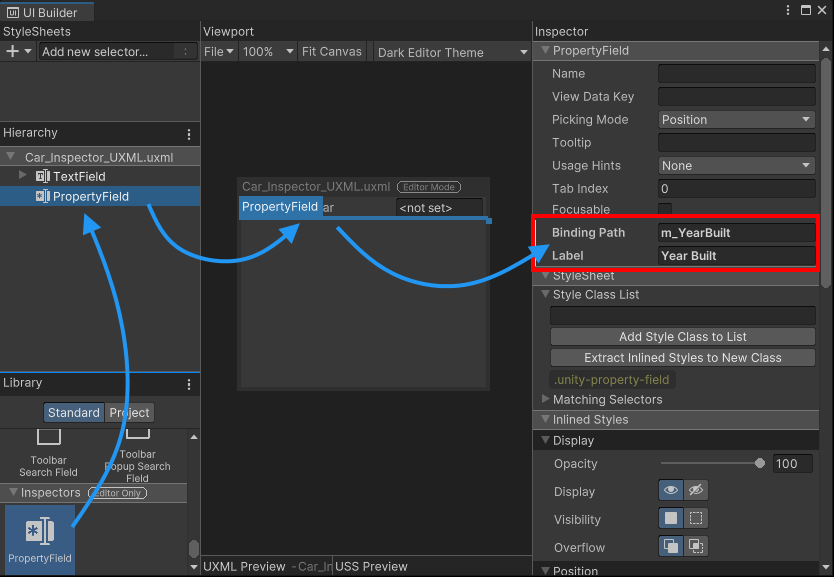 UI Builder
StyleSheets
Add new selector...
Hierarchy
Car_Inspector_UXML.uxml
TextField
PropertyField
Library
Standard
Project
Toolbar
Search Field
Toolbar
Popup Search
Field
Inspectors
Editor Only
PropertyField
Viewport
File
100%
Fit Canvas
Dark Editor Theme
Car_Inspector_UXML.uxml
Editor Mode
PropertyField
ar
<not set>
UXML Preview
- Car_In
USS Preview
Inspector
PropertyField
Name
View Data Key
Picking Mode
Position
Tooltip
Usage Hints
None
Tab Index
0
Focusable
Binding Path
m_YearBuilt
Label
Year Built
StyleSheet
Style Class List
Add Style Class to List
Extract Inlined Styles to New Class
.unity-property-field
Matching Selectors
Inlined Styles
Display
Opacity
100
Display
Visibility
Overflow
Position